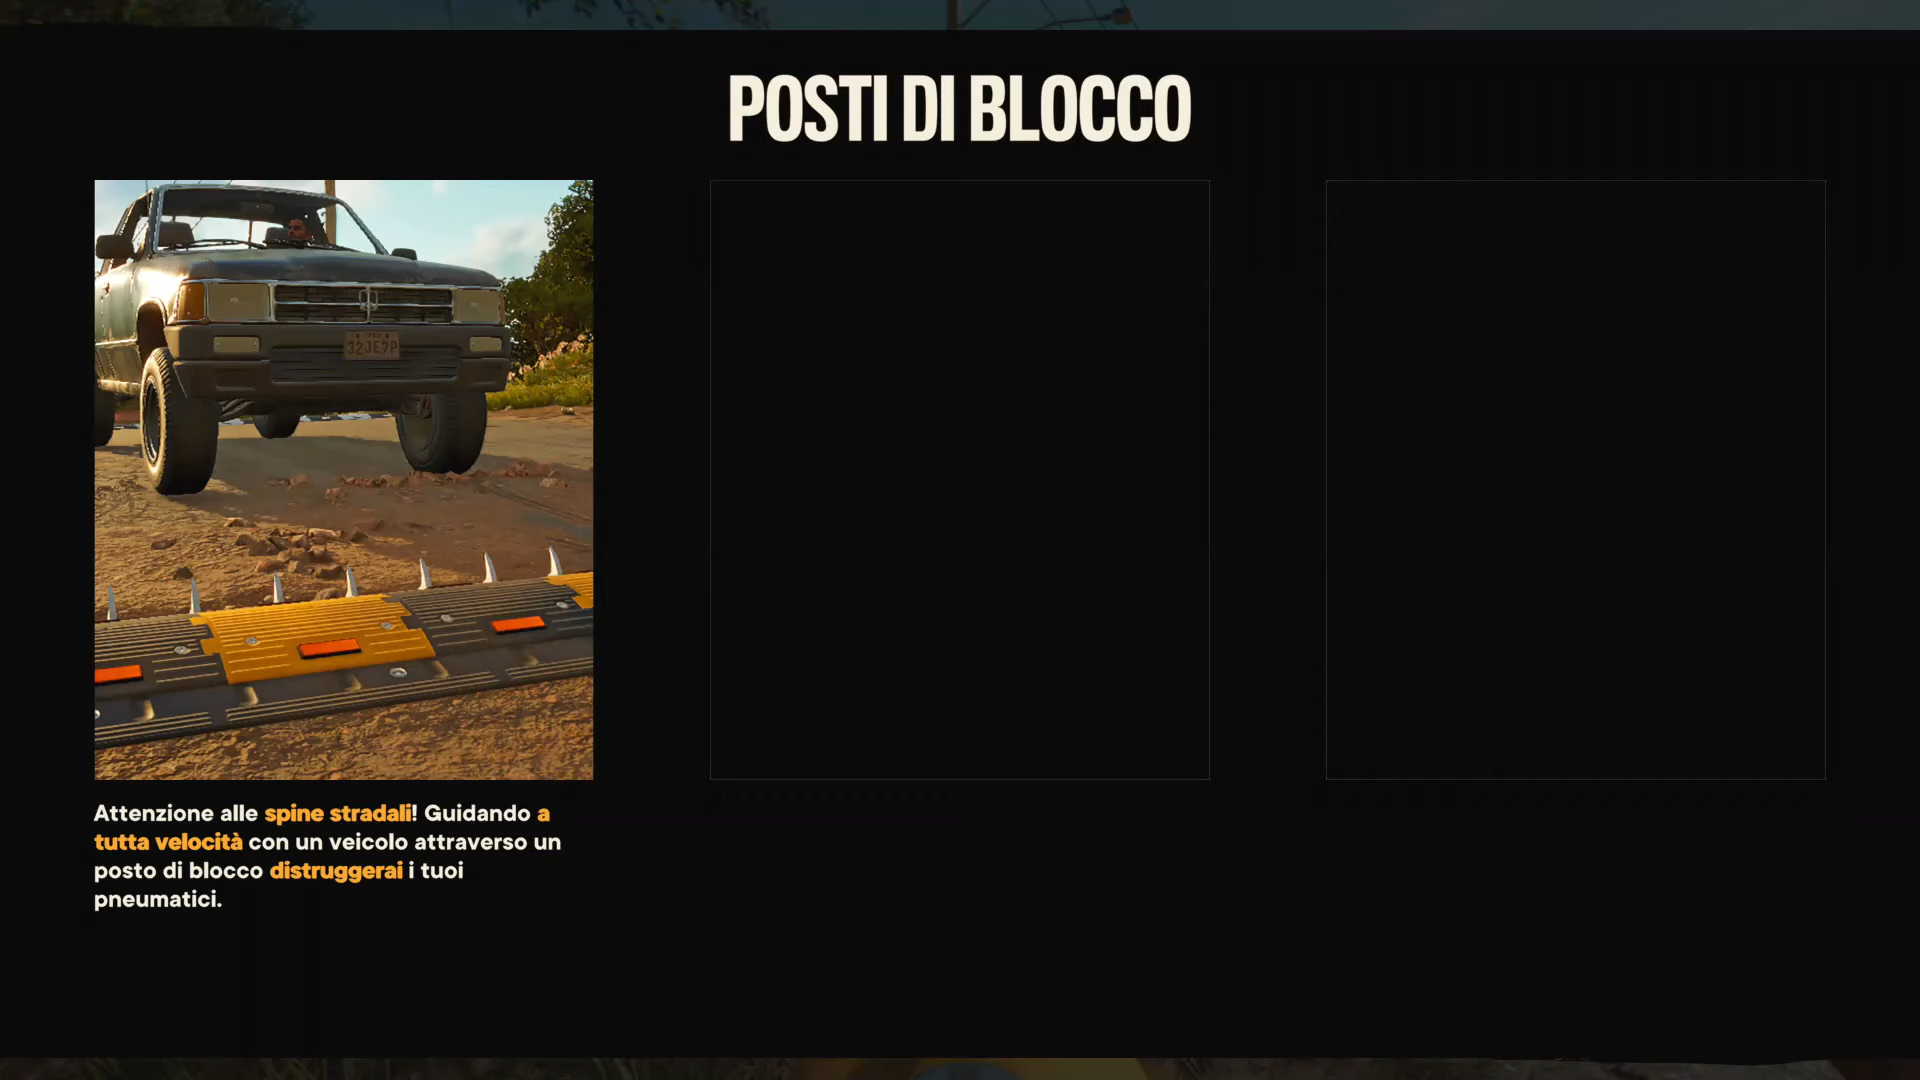 POSTI DI BLOCCO
32JE7P
Attenzione alle spine stradali! Guidando a
tutta velocità con un veicolo attraverso un
posto di blocco distruggerai i tuoi
pneumatici.